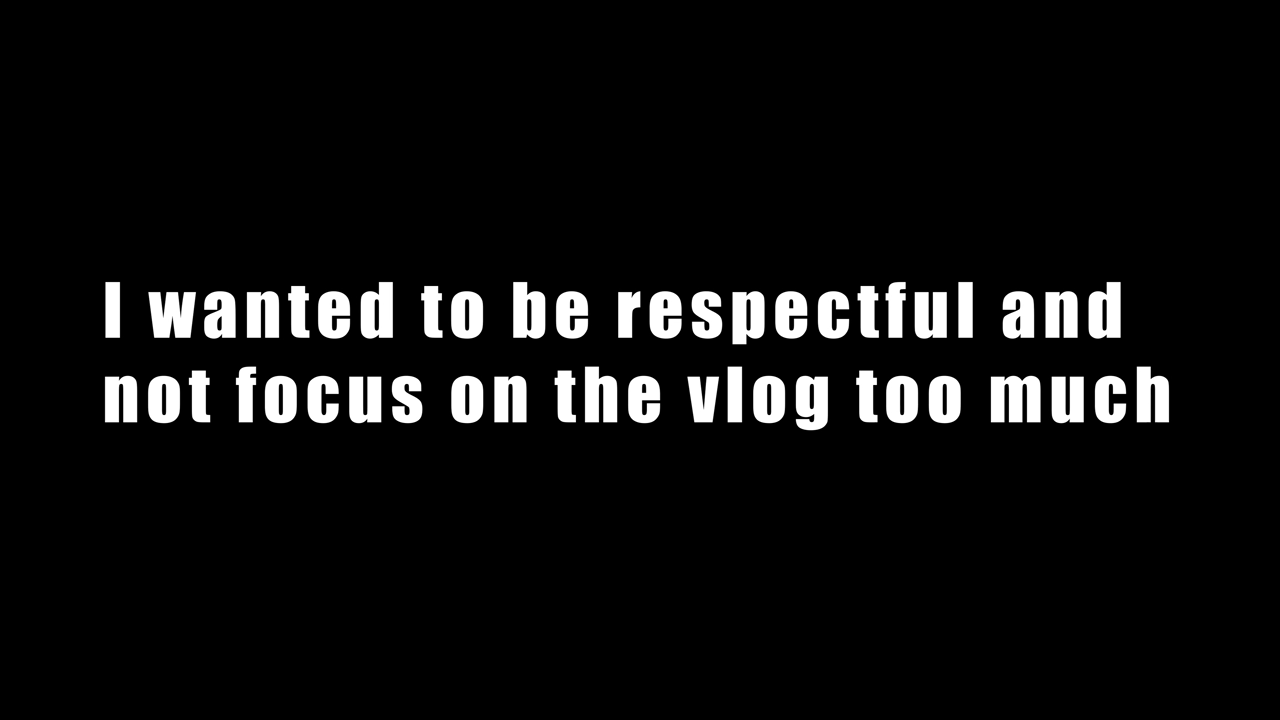 I wanted to be respectful and
not focus on the vlog too much